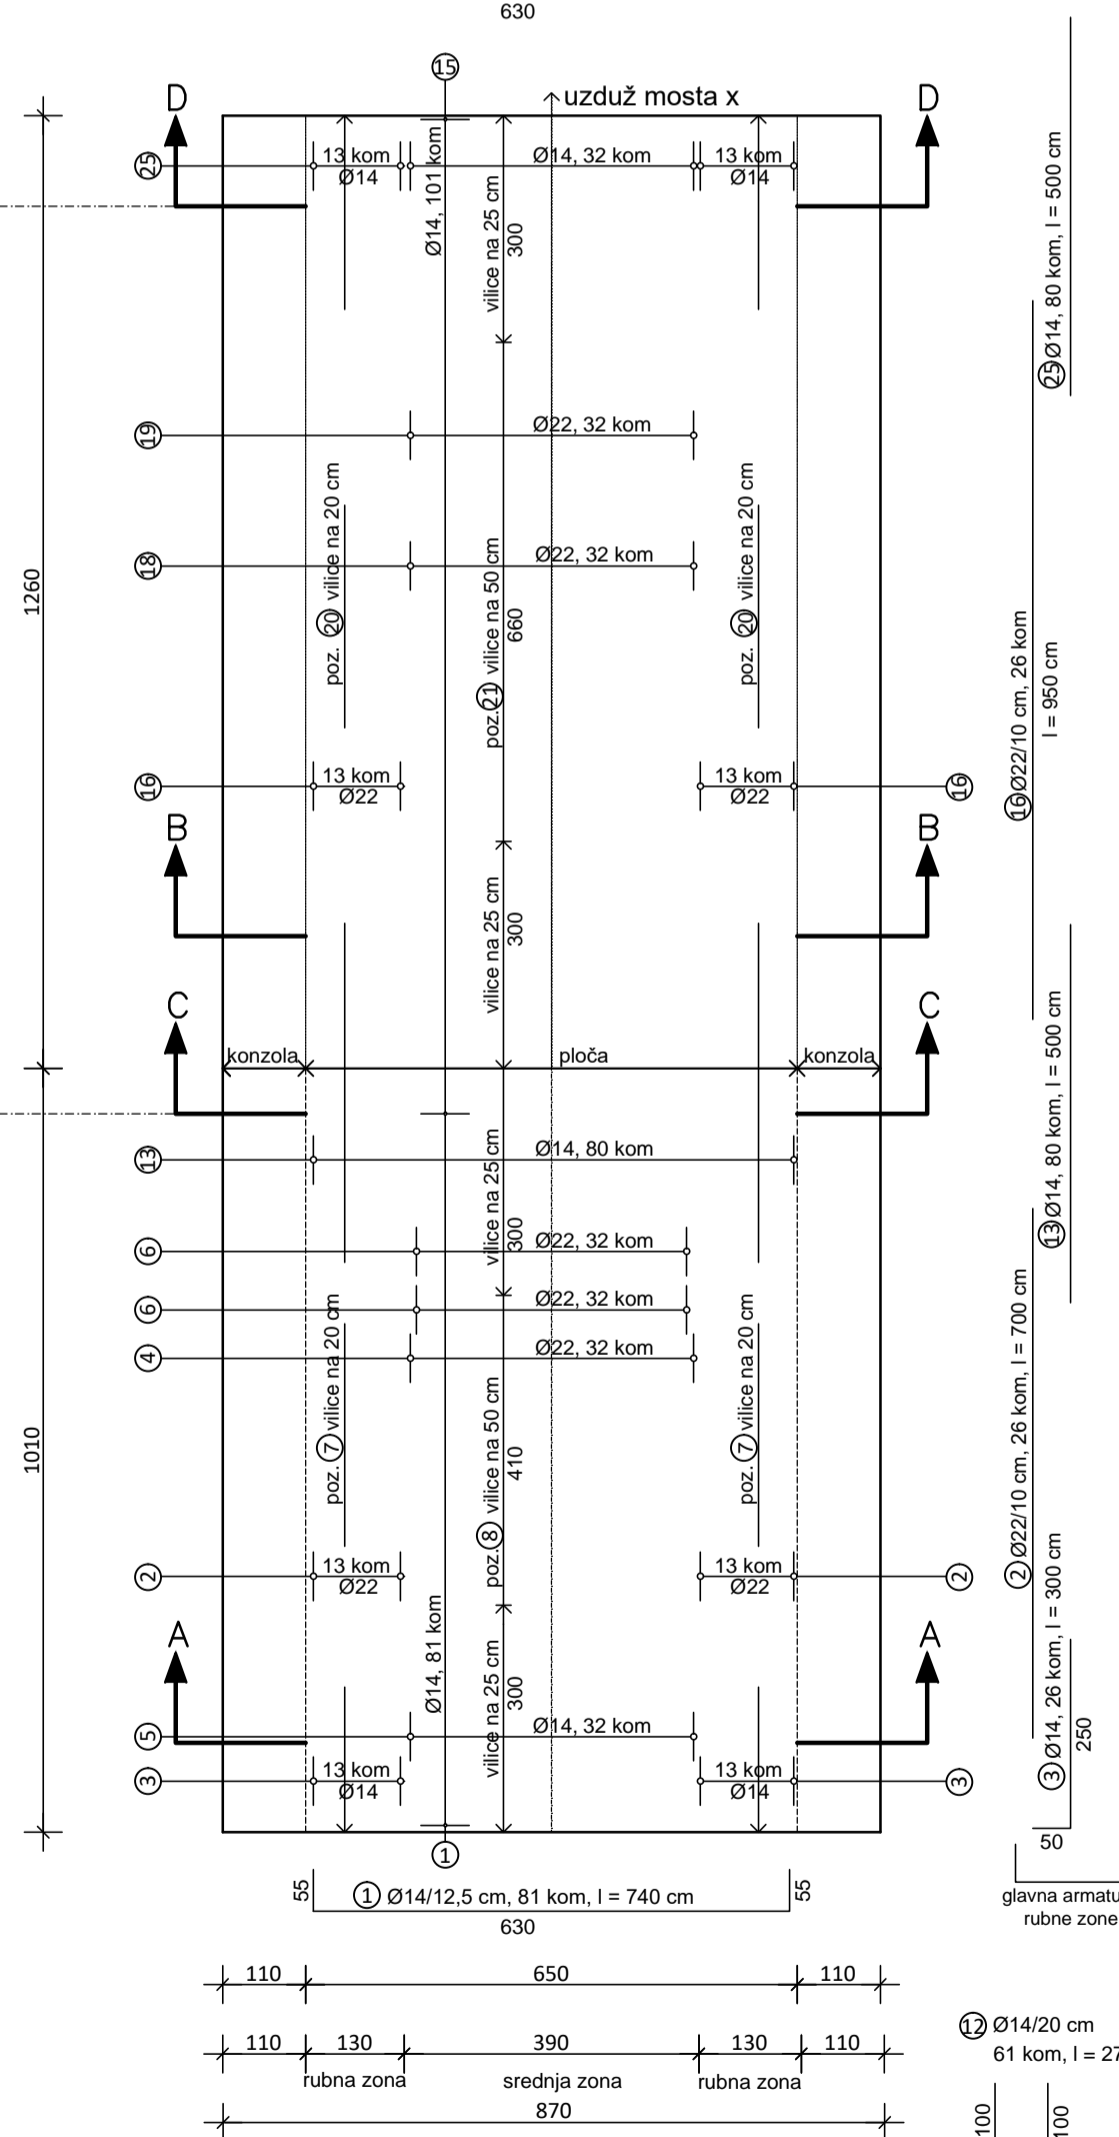 630
15
uzduž mosta x
D
D
25
13 kom
Ø14
Ø14, 101 kom
Ø14, 32 kom
13 kom
Ø14
vilice na 25 cm
300
25 Ø14, 80 kom, l = 500 cm
19
Ø22, 32 kom
18
Ø22, 32 kom
1260
poz. 20 vilice na 20 cm
poz. 21 vilice na 50 cm
660
poz. 20 vilice na 20 cm
16 Ø22/10 cm, 26 kom
l = 950 cm
16
13 kom
Ø22
13 kom
Ø22
16
B
B
vilice na 25 cm
300
C
C
konzola
ploča
konzola
13
Ø14, 80 kom
vilice na 25 cm
300
13 Ø14, 80 kom, l = 500 cm
6
Ø22, 32 kom
6
Ø22, 32 kom
4
Ø22, 32 kom
1010
poz. 7 vilice na 20 cm
poz. 8 vilice na 50 cm
410
poz. 7 vilice na 20 cm
2 Ø22/10 cm, 26 kom, l = 700 cm
2
13 kom
Ø22
13 kom
Ø22
2
A
A
Ø14, 81 kom
vilice na 25 cm
300
3 Ø14, 26 kom, l = 300 cm
250
5
Ø14, 32 kom
3
13 kom
Ø14
13 kom
Ø14
3
50
1
glavna armatu
rubne zone
55
1 Ø14/12,5 cm, 81 kom, l = 740 cm
55
630
110
650
110
110
130
390
130
110
rubna zona
srednja zona
rubna zona
870
12 Ø14/20 cm
61 kom, l = 27
100
100